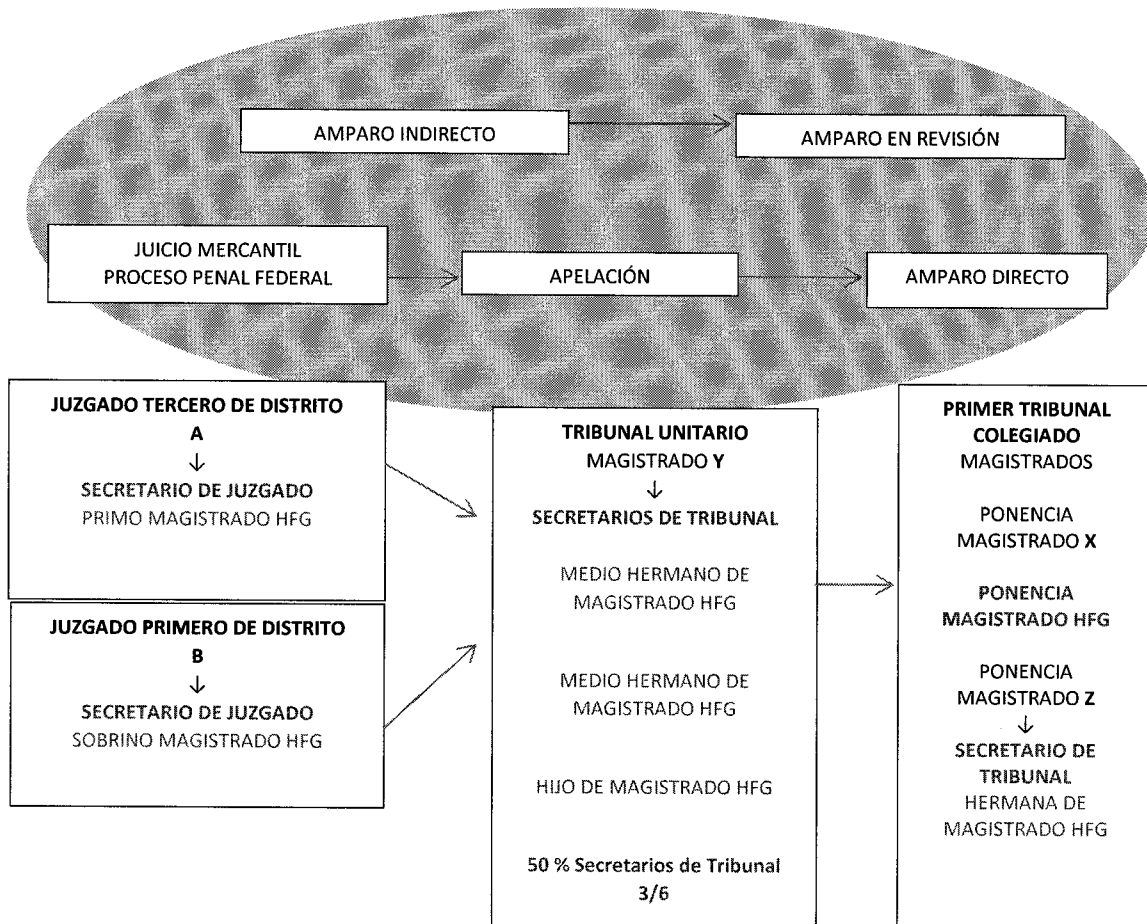 AMPARO INDIRECTO
AMPARO EN REVISIÓN
JUICIO MERCANTIL
PROCESO PENAL FEDERAL
APELACIÓN
AMPARO DIRECTO
JUZGADO TERCERO DE DISTRITO
A
SECRETARIO DE JUZGADO
PRIMO MAGISTRADO HFG
JUZGADO PRIMERO DE DISTRITO
B
SECRETARIO DE JUZGADO
SOBRINO MAGISTRADO HFG
TRIBUNAL UNITARIO
MAGISTRADO Y
SECRETARIOS DE TRIBUNAL
MEDIO HERMANO DE
MAGISTRADO HFG
MEDIO HERMANO DE
MAGISTRADO HFG
HIJO DE MAGISTRADO HFG
50 % Secretarios de Tribunal
3/6
PRIMER TRIBUNAL
COLEGIADO
MAGISTRADOS
PONENCIA
MAGISTRADO X
PONENCIA
MAGISTRADO HFG
PONENCIA
MAGISTRADO Z
SECRETARIO DE
TRIBUNAL
HERMANA DE
MAGISTRADO HFG